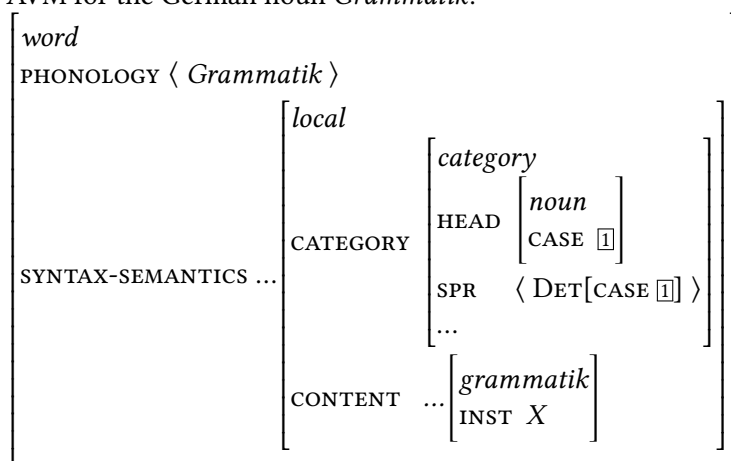 AVM for the German noun Grammatik:
word
PHONOLOGY ⟨ Grammatik ⟩
local
category
HEAD
noun
CASE 1
CATEGORY
SYNTAX-SEMANTICS ...
SPR ⟨ DET[CASE 1] ⟩
...
CONTENT ...
grammatik
INST X